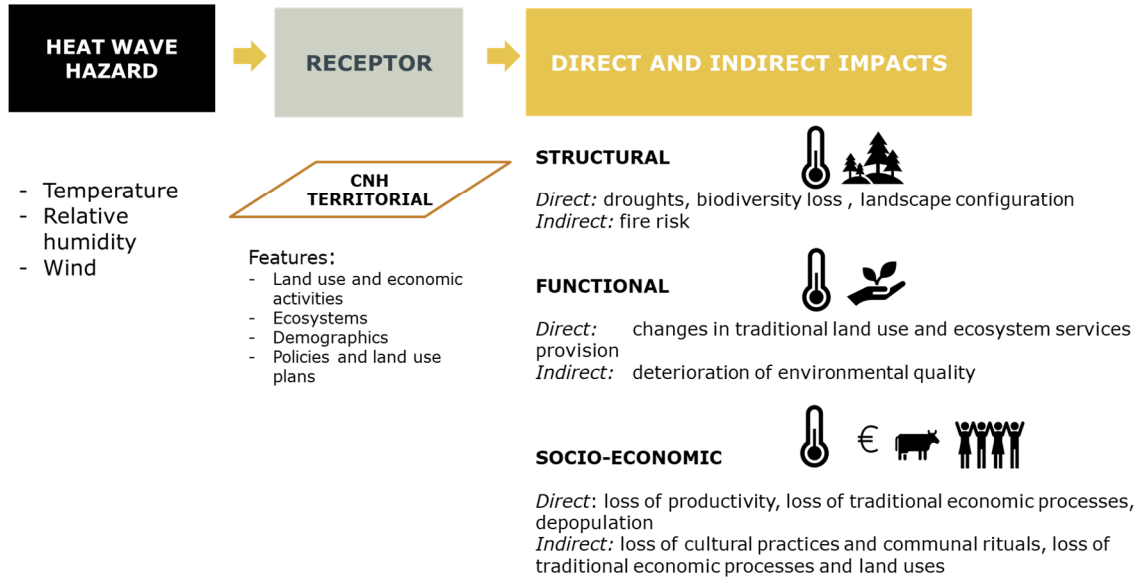 HEAT WAVE
HAZARD
RECEPTOR
DIRECT AND INDIRECT IMPACTS
- Temperature
- Relative
humidity
- Wind
CNH
TERRITORIAL
Features:
- Land use and economic
activities
- Ecosystems
- Demographics
- Policies and land use
plans
STRUCTURAL
Direct: droughts, biodiversity loss , landscape configuration
Indirect: fire risk
FUNCTIONAL
Direct: changes in traditional land use and ecosystem services
provision
Indirect: deterioration of environmental quality
€
SOCIO-ECONOMIC
Direct: loss of productivity, loss of traditional economic processes,
depopulation
Indirect: loss of cultural practices and communal rituals, loss of
traditional economic processes and land uses